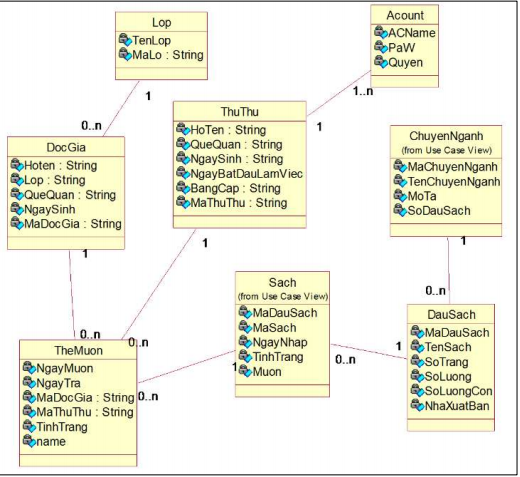 Lop
TenLop
MaLo : String
1
0..n
Acount
ACName
PaW
Quyen
1..n
1
ThuThu
HoTen : String
QueQuan : String
NgaySinh : String
NgayBatDauLamViec
BangCap : String
MaThuThu : String
1
DocGia
Hoten : String
Lop : String
QueQuan : String
NgaySinh
MaDocGia : String
1
ChuyenNganh
(from Use Case View)
MaChuyenNganh
TenChuyenNganh
MoTa
SoDauSach
1
0..n
Sach
(from Use Case View)
MaDauSach
MaSach
NgayNhap
TinhTrang
Muon
1
0..n
DauSach
MaDauSach
TenSach
SoTrang
SoLuong
SoLuongCon
NhaXuatBan
1
0..n
0..n
TheMuon
NgayMuon
NgayTra
MaDocGia : String
MaThuThu : String
TinhTrang
name
0..n